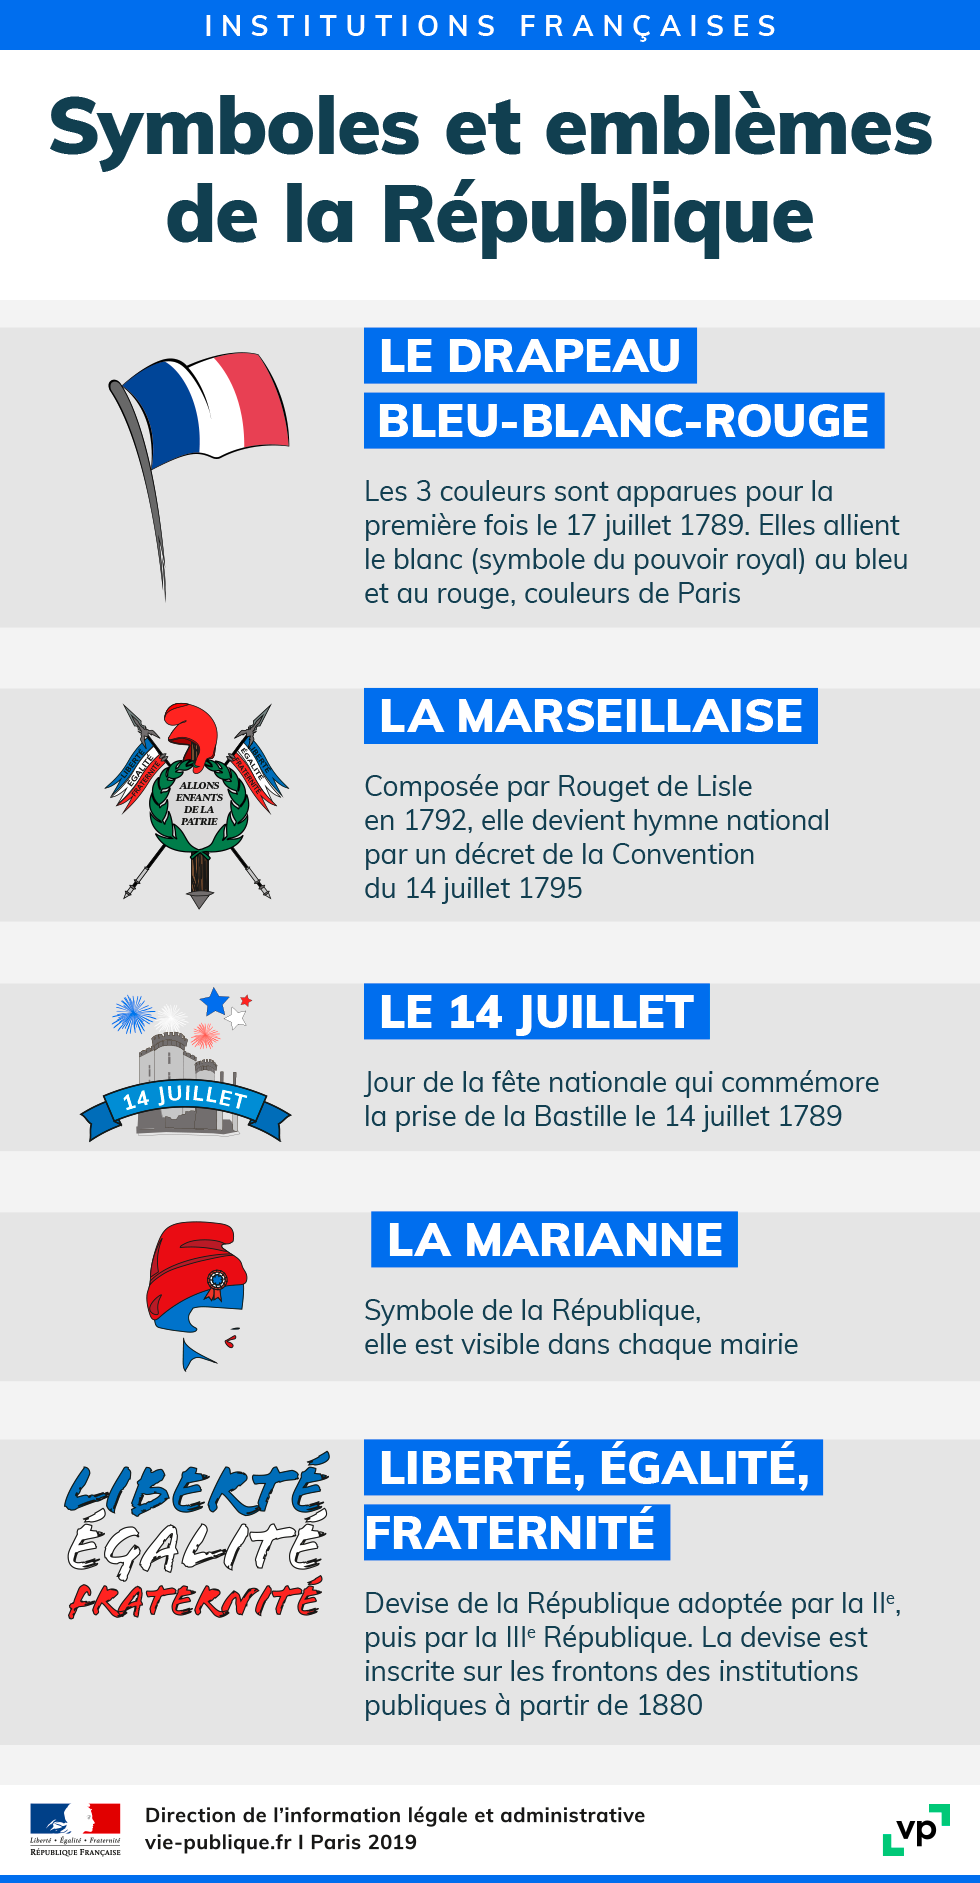 INSTITUTIONS FRANÇAISES
Symboles et emblèmes
de la République
LE DRAPEAU
BLEU-BLANC-ROUGE
Les 3 couleurs sont apparues pour la
première fois le 17 juillet 1789. Elles allient
le blanc (symbole du pouvoir royal) au bleu
et au rouge, couleurs de Paris
LIBERTÉ
ÉGALITÉ
FRATERNITÉ
LIBERTÉ
ÉGALITÉ
FRATERNITÉ
ALLONS
ENFANTS
DE LA
PATRIE
LA MARSEILLAISE
Composée par Rouget de Lisle
en 1792, elle devient hymne national
par un décret de la Convention
du 14 juillet 1795
14 JUILLET
LE 14 JUILLET
Jour de la fête nationale qui commémore
la prise de la Bastille le 14 juillet 1789
LA MARIANNE
Symbole de la République,
elle est visible dans chaque mairie
LIBERTÉ
ÉGALITÉ
FRATERNITÉ
LIBERTÉ, ÉGALITÉ,
FRATERNITÉ
Devise de la République adoptée par la IIᵉ,
puis par la IIIᵉ République. La devise est
inscrite sur les frontons des institutions
publiques à partir de 1880
Liberté • Égalité • Fraternité
RÉPUBLIQUE FRANÇAISE
Direction de l'information légale et administrative
vie-publique.fr I Paris 2019
vp